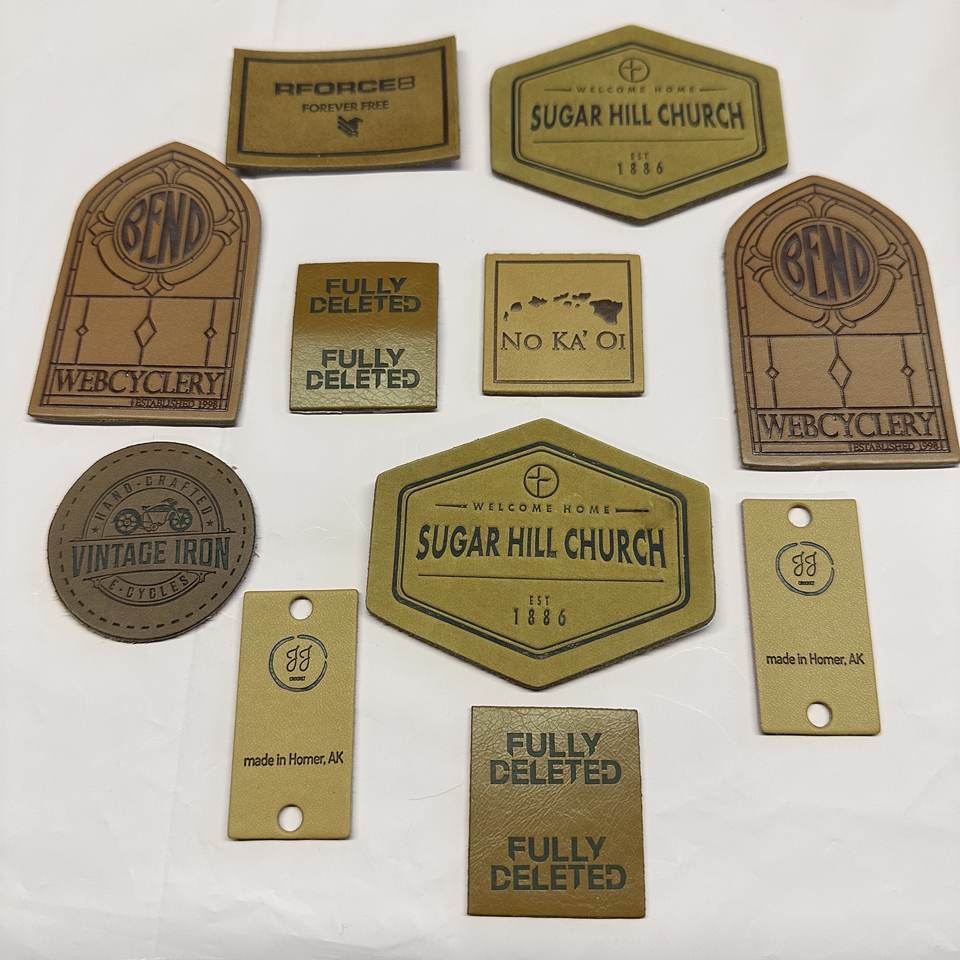 RFORCE8
FOREVER FREE
WELCOME HOME
SUGAR HILL CHURCH
EST
1886
BEND
WEBCYCLERY
ESTABLISHED 1998
FULLY
DELETED
FULLY
DELETED
NO KA' OI
BEND
WEBCYCLERY
ESTABLISHED 1998
HAND-CRAFTED
VINTAGE IRON
E-CYCLES
WELCOME HOME
SUGAR HILL CHURCH
EST
1886
JJ
CROCHET
made in Homer, AK
JJ
CROCHET
made in Homer, AK
FULLY
DELETED
FULLY
DELETED